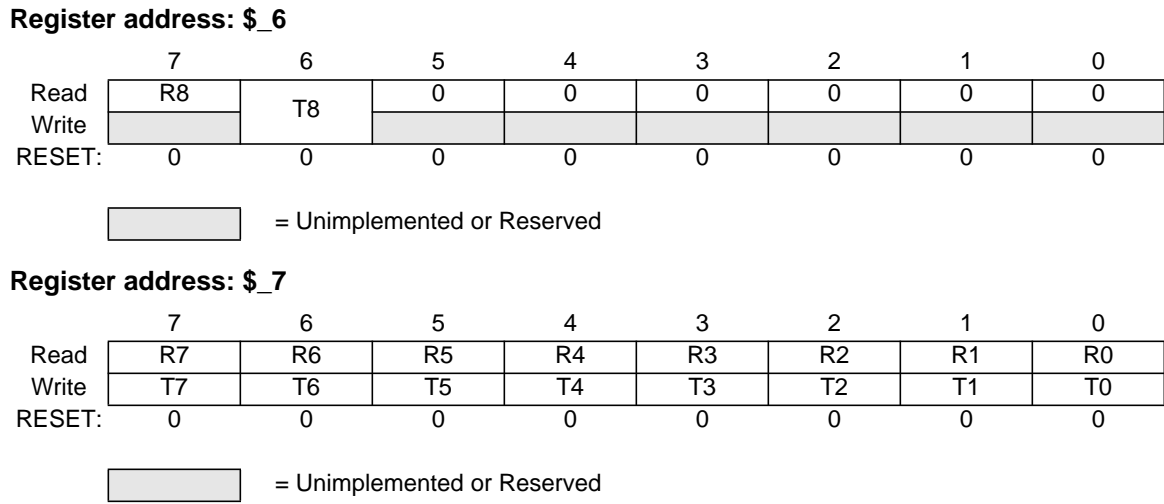 Register address: $_6
7 6 5 4 3 2 1 0
Read R8 T8 0 0 0 0 0 0
Write
RESET: 0 0 0 0 0 0 0 0
= Unimplemented or Reserved
Register address: $_7
7 6 5 4 3 2 1 0
Read R7 R6 R5 R4 R3 R2 R1 R0
Write T7 T6 T5 T4 T3 T2 T1 T0
RESET: 0 0 0 0 0 0 0 0
= Unimplemented or Reserved